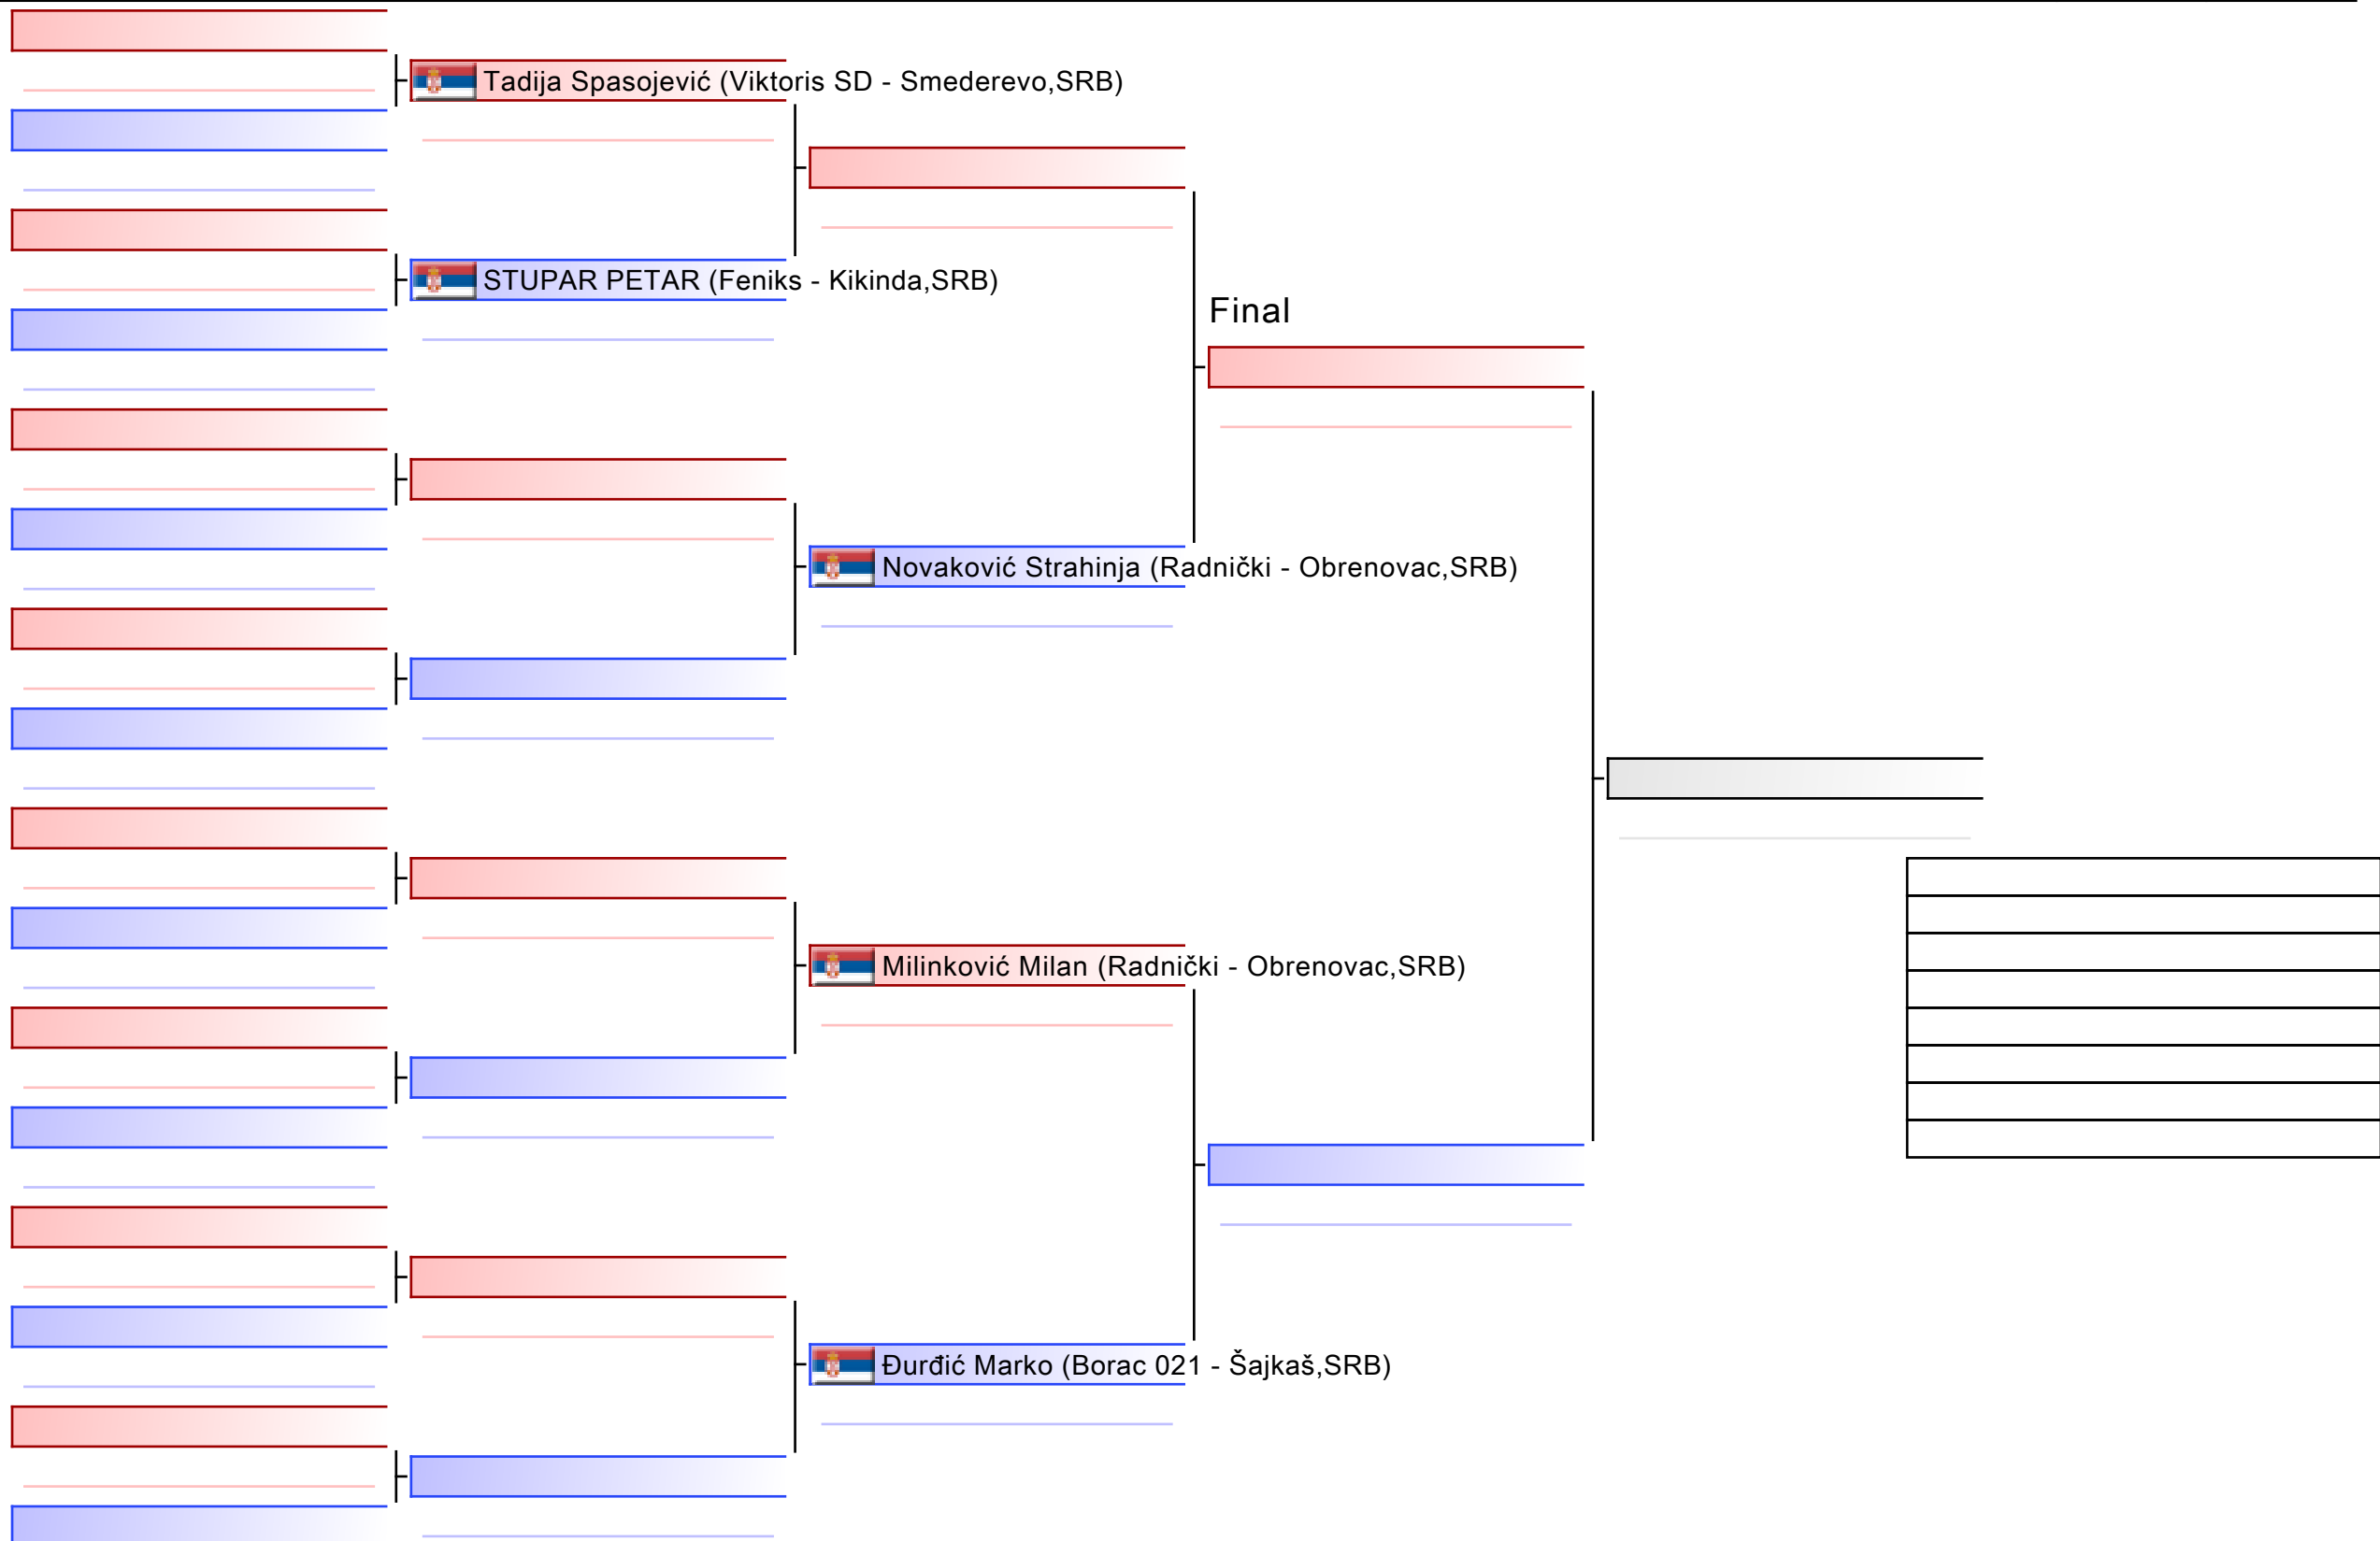 Tadija Spasojević (Viktoris SD - Smederevo,SRB)
STUPAR PETAR (Feniks - Kikinda,SRB)
Final
Novaković Strahinja (Radnički - Obrenovac,SRB)
Milinković Milan (Radnički - Obrenovac,SRB)
Đurđić Marko (Borac 021 - Šajkaš,SRB)